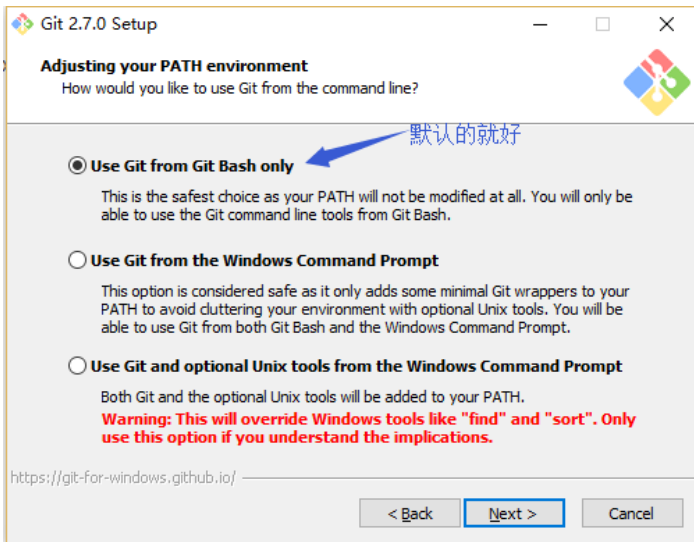 Git 2.7.0 Setup
Adjusting your PATH environment
How would you like to use Git from the command line?
默认的就好
Use Git from Git Bash only
This is the safest choice as your PATH will not be modified at all. You will only be
able to use the Git command line tools from Git Bash.
Use Git from the Windows Command Prompt
This option is considered safe as it only adds some minimal Git wrappers to your
PATH to avoid cluttering your environment with optional Unix tools. You will be
able to use Git from both Git Bash and the Windows Command Prompt.
Use Git and optional Unix tools from the Windows Command Prompt
Both Git and the optional Unix tools will be added to your PATH.
Warning: This will override Windows tools like "find" and "sort". Only
use this option if you understand the implications.
https://git-for-windows.github.io/
< Back Next > Cancel